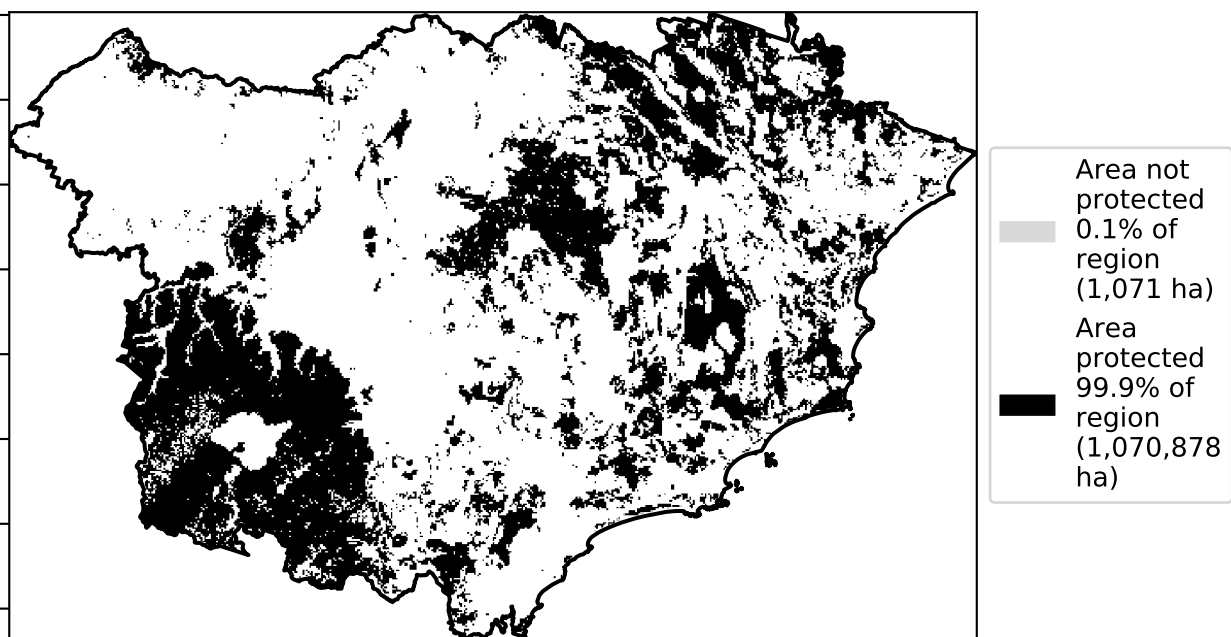 Area not
protected
0.1% of
region
(1,071 ha)
Area
protected
99.9% of
region
(1,070,878
ha)